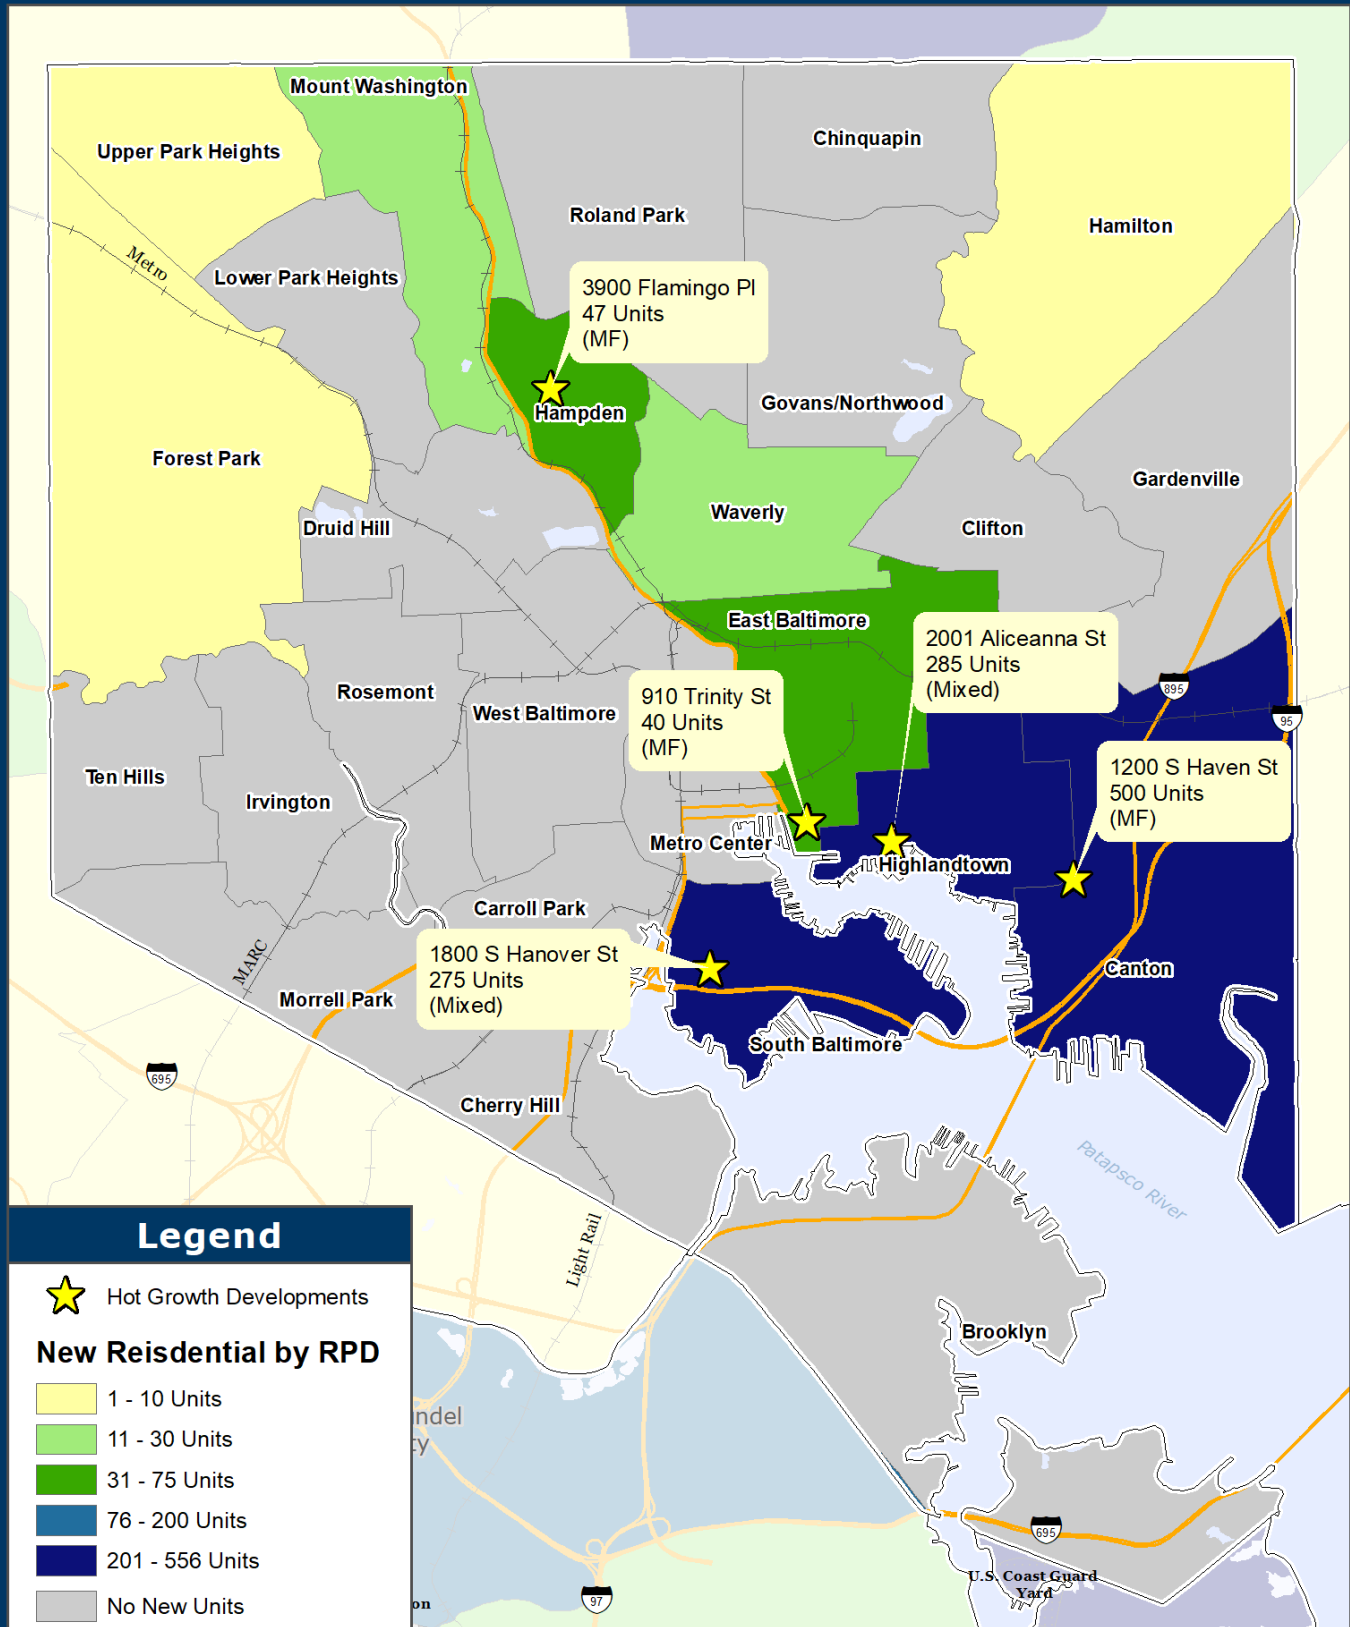 Mount Washington
Upper Park Heights
Chinquapin
Roland Park
Hamilton
Metro
Lower Park Heights
3900 Flamingo Pl
47 Units
(MF)
Hampden
Govans/Northwood
Forest Park
Gardenville
Druid Hill
Waverly
Clifton
East Baltimore
2001 Aliceanna St
285 Units
(Mixed)
Rosemont
West Baltimore
910 Trinity St
40 Units
(MF)
895
95
Ten Hills
Irvington
1200 S Haven St
500 Units
(MF)
Metro Center
Highlandtown
Carroll Park
MARC
1800 S Hanover St
275 Units
(Mixed)
Canton
Morrell Park
South Baltimore
695
Cherry Hill
Patapsco River
Light Rail
Brooklyn
Legend
Hot Growth Developments
New Reisdential by RPD
1 - 10 Units
11 - 30 Units
31 - 75 Units
76 - 200 Units
201 - 556 Units
No New Units
ndel
ty
on
97
695
U.S. Coast Guard
Yard